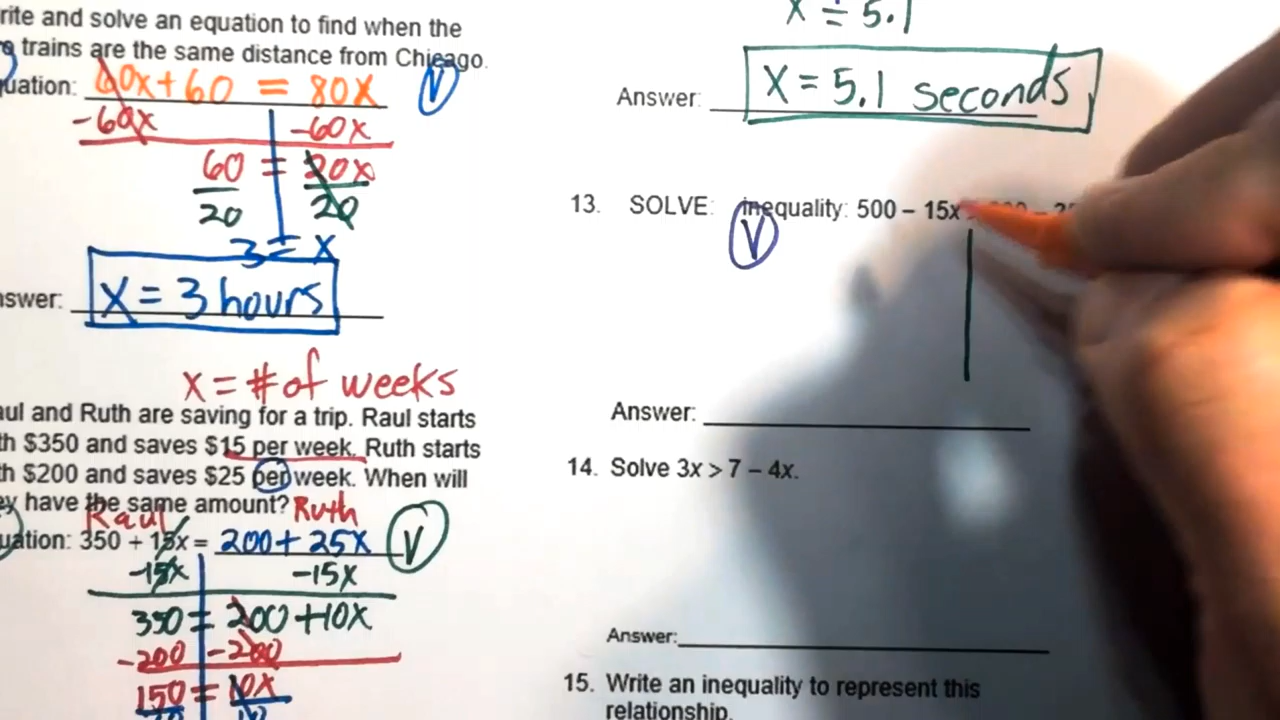 rite and solve an equation to find when the
trains are the same distance from Chicago.
uation: 60x + 60 = 80x V
-60x -60x
60 = 20x
20 20
3 = x
nswer: x = 3 hours
x = # of weeks
aul and Ruth are saving for a trip. Raul starts
th $350 and saves $15 per week. Ruth starts
th $200 and saves $25 per week. When will
ey have the same amount? Ruth
Raul
uation: 350 + 15x = 200 + 25x V
-15x -15x
350 = 200 + 10x
-200 -200
150 = 10x
10 10
x = 5.1
Answer: x = 5.1 seconds
13. SOLVE: inequality: 500 – 15x
V
Answer:
14. Solve 3x > 7 – 4x.
Answer:
15. Write an inequality to represent this
relationship.